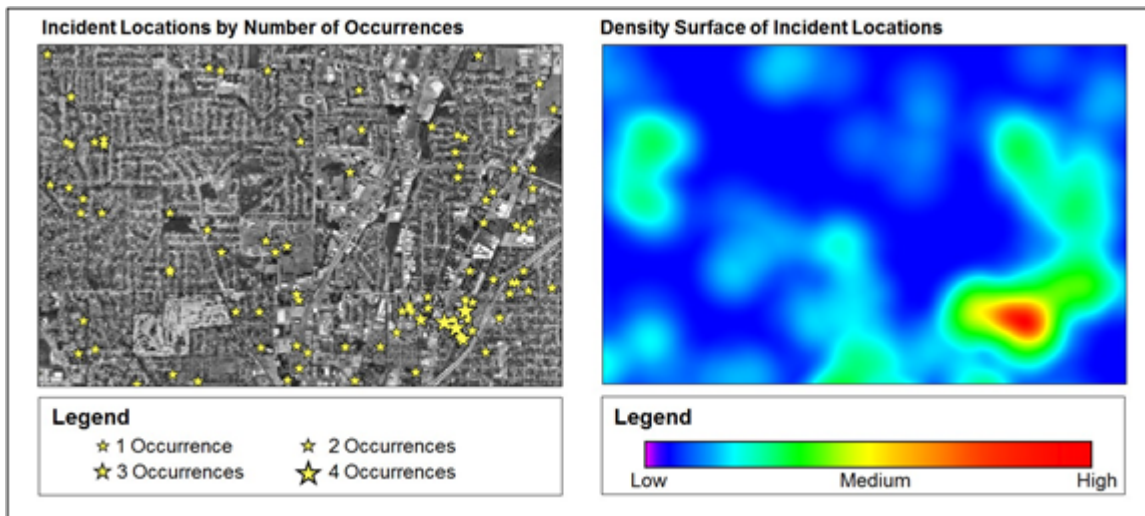 Incident Locations by Number of Occurrences
Density Surface of Incident Locations
Legend
1 Occurrence 2 Occurrences
3 Occurrences 4 Occurrences
Legend
Low Medium High